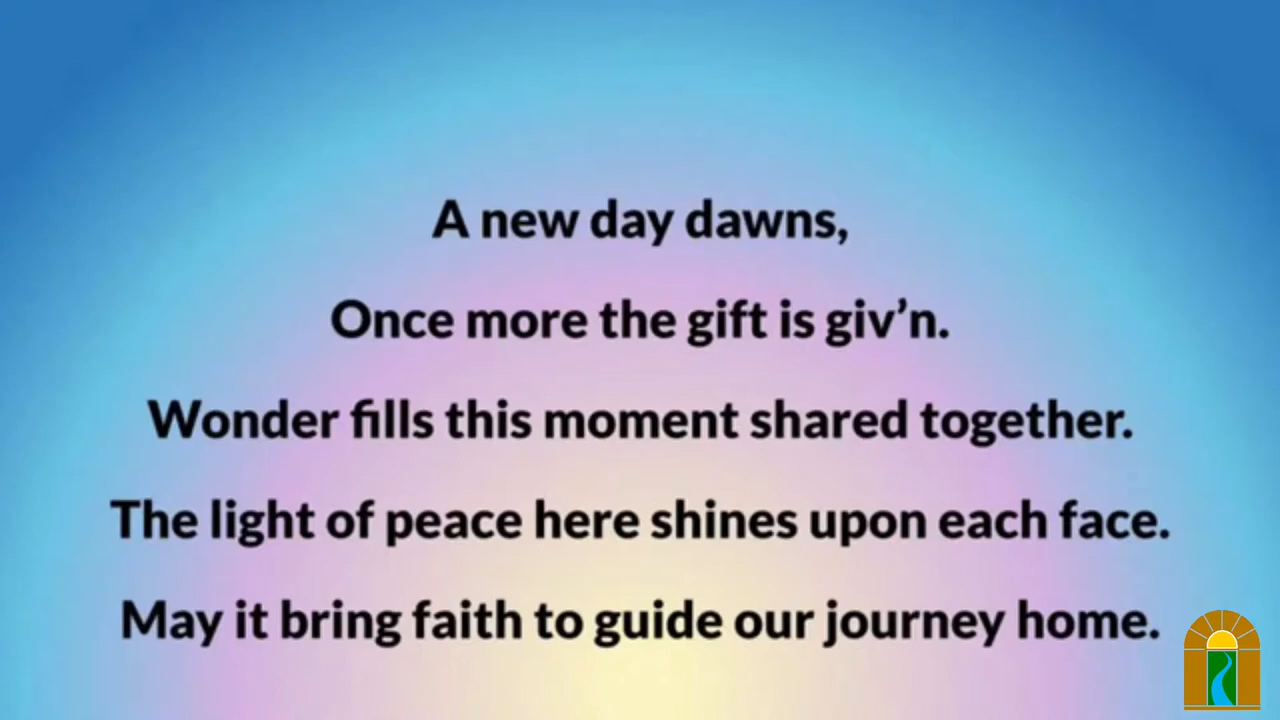 A new day dawns,
Once more the gift is giv’n.
Wonder fills this moment shared together.
The light of peace here shines upon each face.
May it bring faith to guide our journey home.